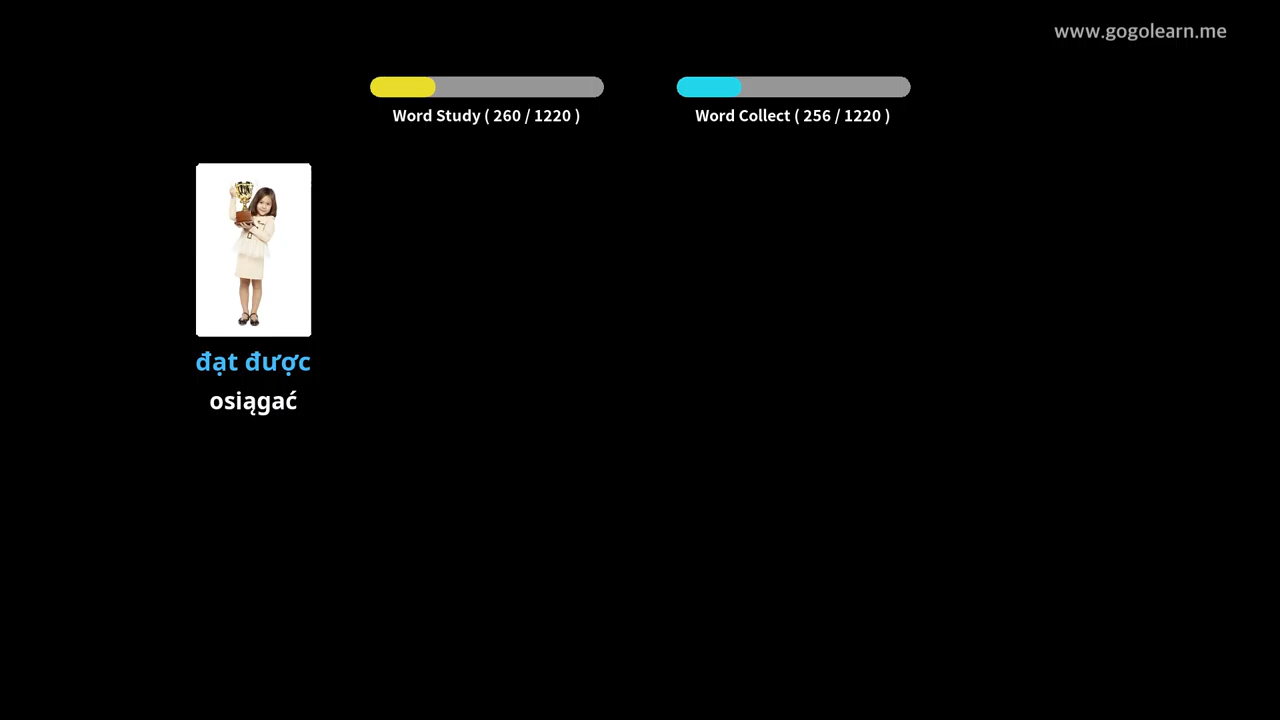 www.gogolearn.me
Word Study ( 260 / 1220 )
Word Collect ( 256 / 1220 )
đạt được
osiągać